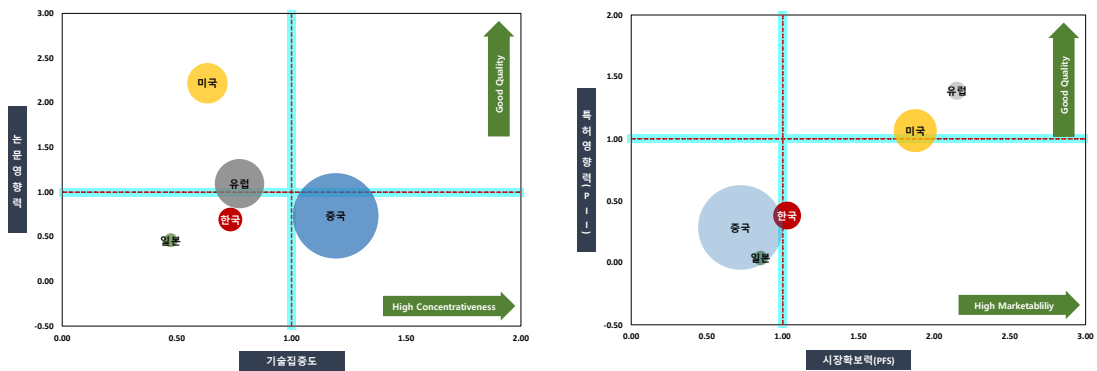 3.00
2.50
2.00
1.50
1.00
0.50
0.00
-0.50
0.00
0.50
1.00
1.50
2.00
논문영향력
기술집중도
미국
유럽
한국
일본
중국
Good Quality
High Concentrativeness
2.00
1.50
1.00
0.50
0.00
-0.50
0.00
0.50
1.00
1.50
2.00
2.50
3.00
특허영향력(PII)
시장확보력(PFS)
유럽
미국
한국
중국
일본
Good Quality
High Marketabliliy